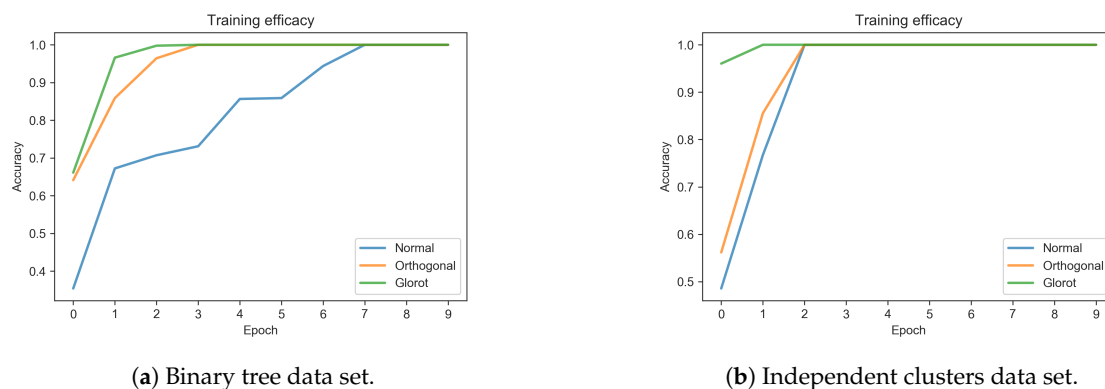 Training efficacy
1.0
0.9
0.8
0.7
0.6
0.5
0.4
Accuracy
0 1 2 3 4 5 6 7 8 9
Epoch
Normal
Orthogonal
Glorot
(a) Binary tree data set.
Training efficacy
1.0
0.9
0.8
0.7
0.6
0.5
Accuracy
0 1 2 3 4 5 6 7 8 9
Epoch
Normal
Orthogonal
Glorot
(b) Independent clusters data set.